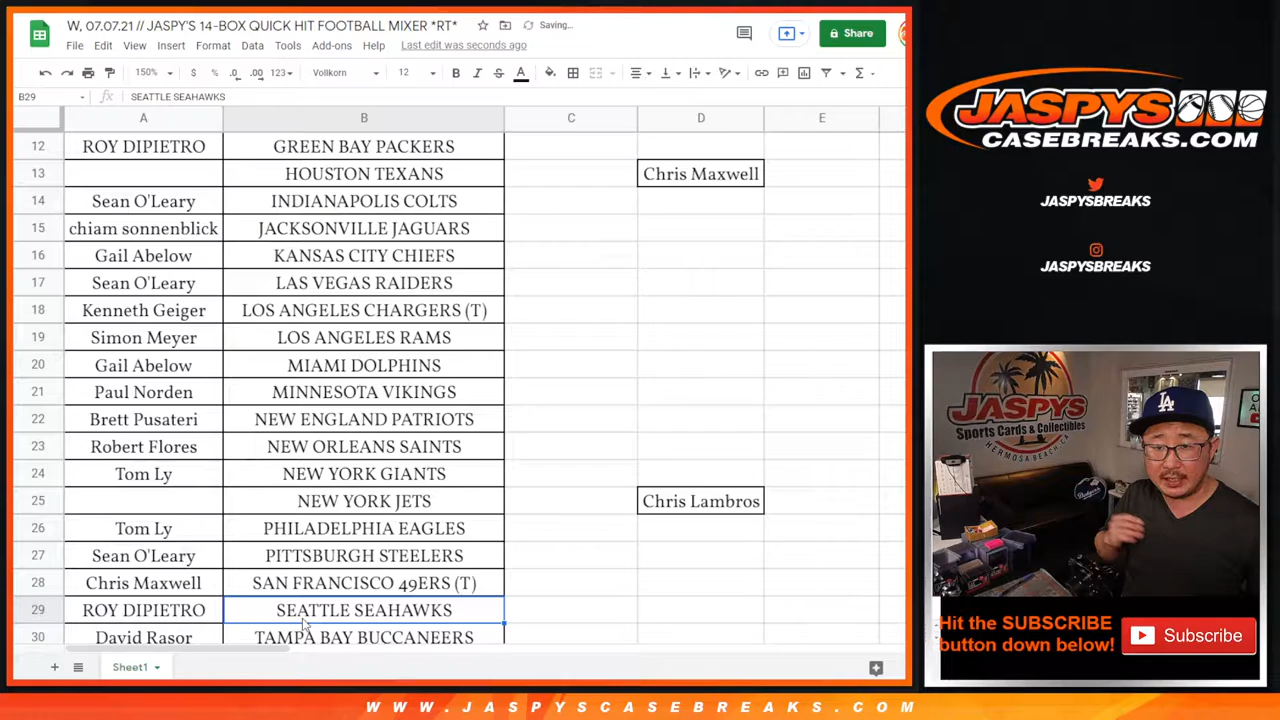 W, 07.07.21 // JASPY'S 14-BOX QUICK HIT FOOTBALL MIXER *RT*
Saving...
File Edit View Insert Format Data Tools Add-ons Help Last edit was seconds ago
Share
150% $ % .0 .00 123 Vollkorn 12 B I S A
B29 fx SEATTLE SEAHAWKS
A B C D E
12 ROY DIPIETRO GREEN BAY PACKERS
13 HOUSTON TEXANS Chris Maxwell
14 Sean O'Leary INDIANAPOLIS COLTS
15 chiam sonnenblick JACKSONVILLE JAGUARS
16 Gail Abelow KANSAS CITY CHIEFS
17 Sean O'Leary LAS VEGAS RAIDERS
18 Kenneth Geiger LOS ANGELES CHARGERS (T)
19 Simon Meyer LOS ANGELES RAMS
20 Gail Abelow MIAMI DOLPHINS
21 Paul Norden MINNESOTA VIKINGS
22 Brett Pusateri NEW ENGLAND PATRIOTS
23 Robert Flores NEW ORLEANS SAINTS
24 Tom Ly NEW YORK GIANTS
25 NEW YORK JETS Chris Lambros
26 Tom Ly PHILADELPHIA EAGLES
27 Sean O'Leary PITTSBURGH STEELERS
28 Chris Maxwell SAN FRANCISCO 49ERS (T)
29 ROY DIPIETRO SEATTLE SEAHAWKS
30 David Rasor TAMPA BAY BUCCANEERS
Sheet1
JASPYS
CASEBREAKS.COM
JASPYSBREAKS
JASPYSBREAKS
JASPYS
Sports Cards & Collectibles
HERMOSA BEACH, CA
LA
Dodgers
Hit the SUBSCRIBE
button down below!
Subscribe
WWW.JASPYSCASEBREAKS.COM